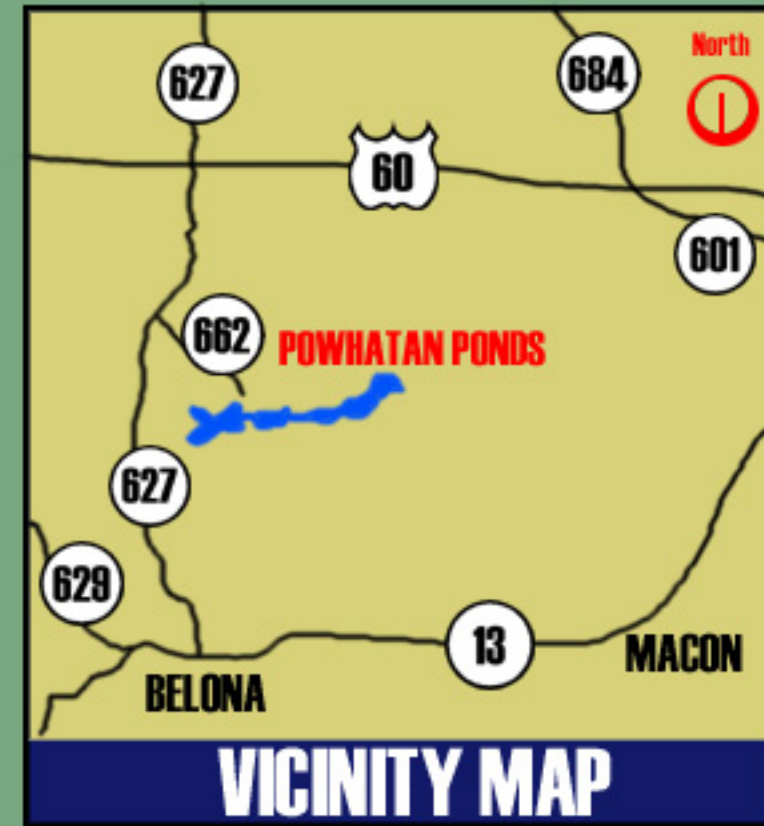 North
627
684
60
601
662
POWHATAN PONDS
627
629
13
MACON
BELONA
VICINITY MAP